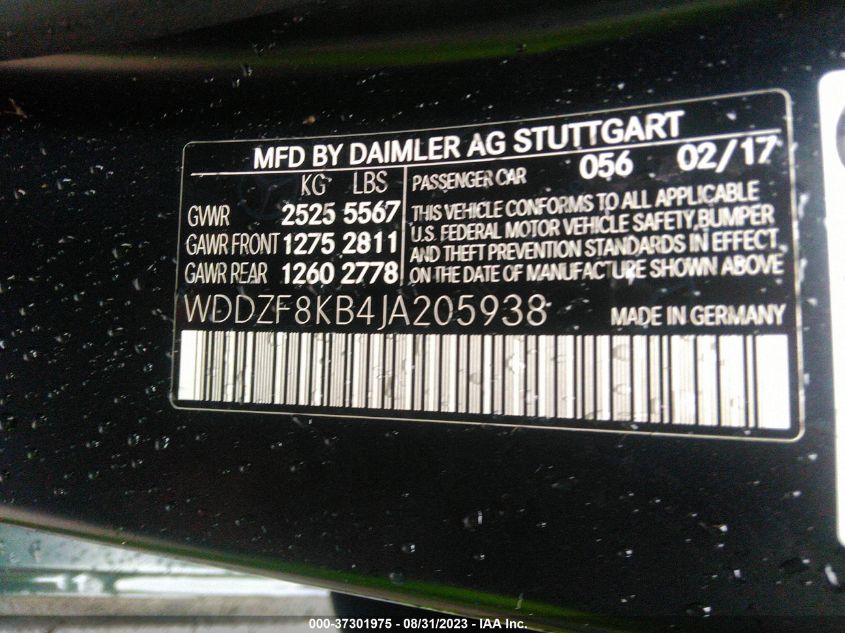 MFD BY DAIMLER AG STUTTGART
KG LBS
GVWR 2525 5567
GAWR FRONT 1275 2811
GAWR REAR 1260 2778
PASSENGER CAR 056 02/17
THIS VEHICLE CONFORMS TO ALL APPLICABLE
U.S. FEDERAL MOTOR VEHICLE SAFETY, BUMPER
AND THEFT PREVENTION STANDARDS IN EFFECT
ON THE DATE OF MANUFACTURE SHOWN ABOVE
WDDZF8KB4JA205938 MADE IN GERMANY
000-37301975 - 08/31/2023 - IAA Inc.